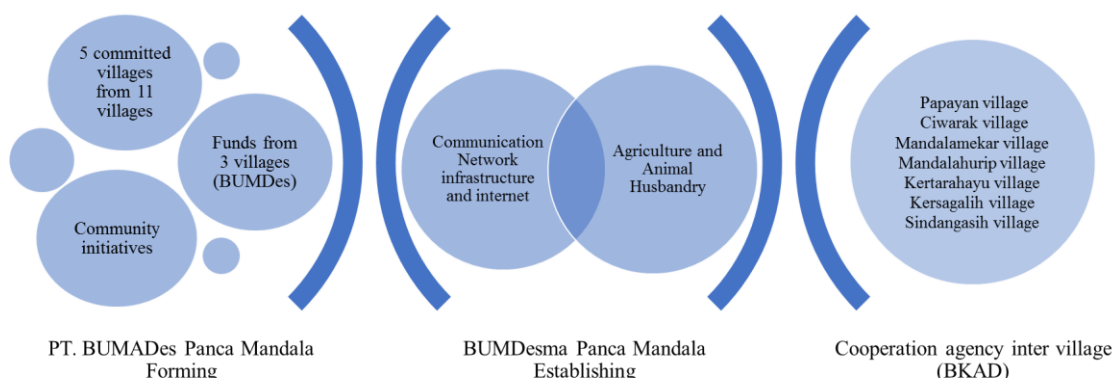 5 committed
villages
from 11
villages
Funds from
3 villages
(BUMDes)
Community
initiatives
PT. BUMADes Panca Mandala
Forming
Communication
Network
infrastructure
and internet
Agriculture and
Animal
Husbandry
BUMDesma Panca Mandala
Establishing
Papayan village
Ciwarak village
Mandalamekar village
Mandalahurip village
Kertarahayu village
Kersagalih village
Sindangasih village
Cooperation agency inter village
(BKAD)